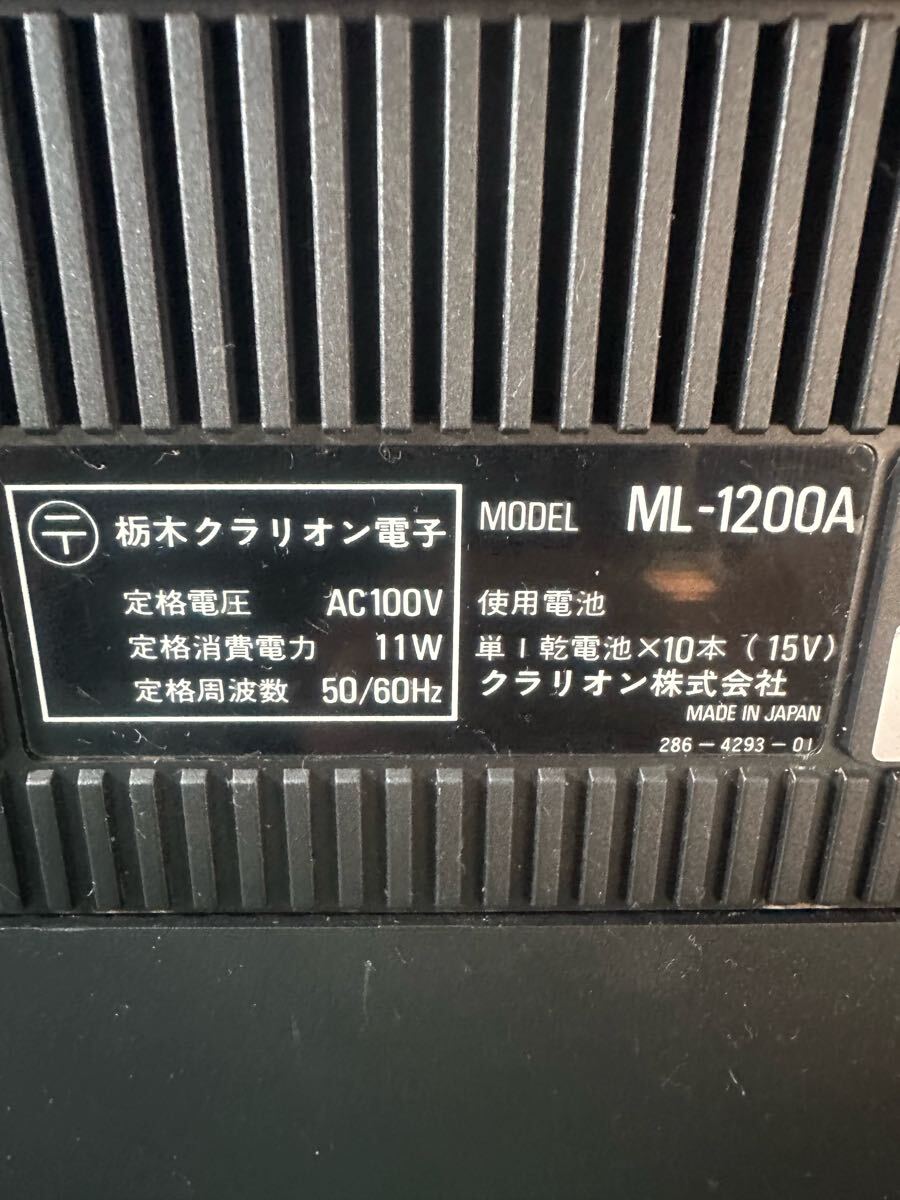 〒 栃木クラリオン電子
定格電圧 AC100V
定格消費電力 11W
定格周波数 50/60Hz
MODEL ML-1200A
使用電池
単1乾電池×10本(15V)
クラリオン株式会社
MADE IN JAPAN
286-4293-01